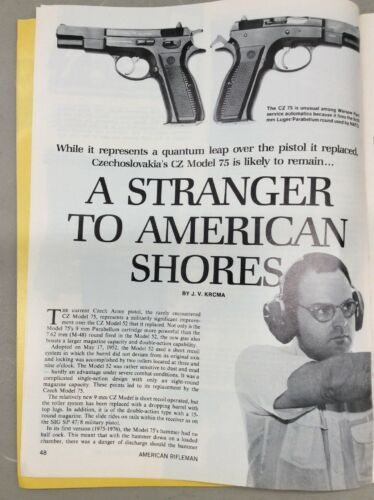 The CZ 75 is unusual among Warsaw Pact
service automatics because it fires the
mm Luger/Parabellum round used by
While it represents a quantum leap over the pistol it replaced,
Czechoslovakia's CZ Model 75 is likely to remain...
A STRANGER
TO AMERICAN
SHORES
BY J. V. KRCMA
THE current Czech Army pistol, the rarely encountered
CZ Model 75, represents a militarily significant improve-
ment over the CZ Model 52 that it replaced. Not only is the
Model 75's 9 mm Parabellum cartridge more powerful than the
7.62 mm (M-48) round fired in the model 52, the new gun also
boasts a larger magazine capacity and double-action capability.
Adopted on May 17, 1952, the Model 52 used a short recoil
system in which the barrel did not deviate from its original axis
and locking was accomplished by two rollers located at three and
nine o'clock. The Model 52 was rather sensitive to dust and mud
— hardly an advantage under severe combat conditions. It was a
complicated single-action design with only an eight-round
magazine capacity. These points led to its replacement by the
CZ Model 75.
The relatively new 9 mm CZ Model is short recoil operated, but
the roller system has been replaced with a dropping barrel with
top lugs. In addition, it is of the double-action type with a 15-
round magazine. The slide rides on rails set into the frame as on
the SIG SP 47/8 military pistol.
In its first version (1975-1976), the Model 75's hammer had no
half cock. This meant that with the hammer down on a loaded
chamber, there was a danger of discharge should the hammer
48
AMERICAN RIFLEMAN